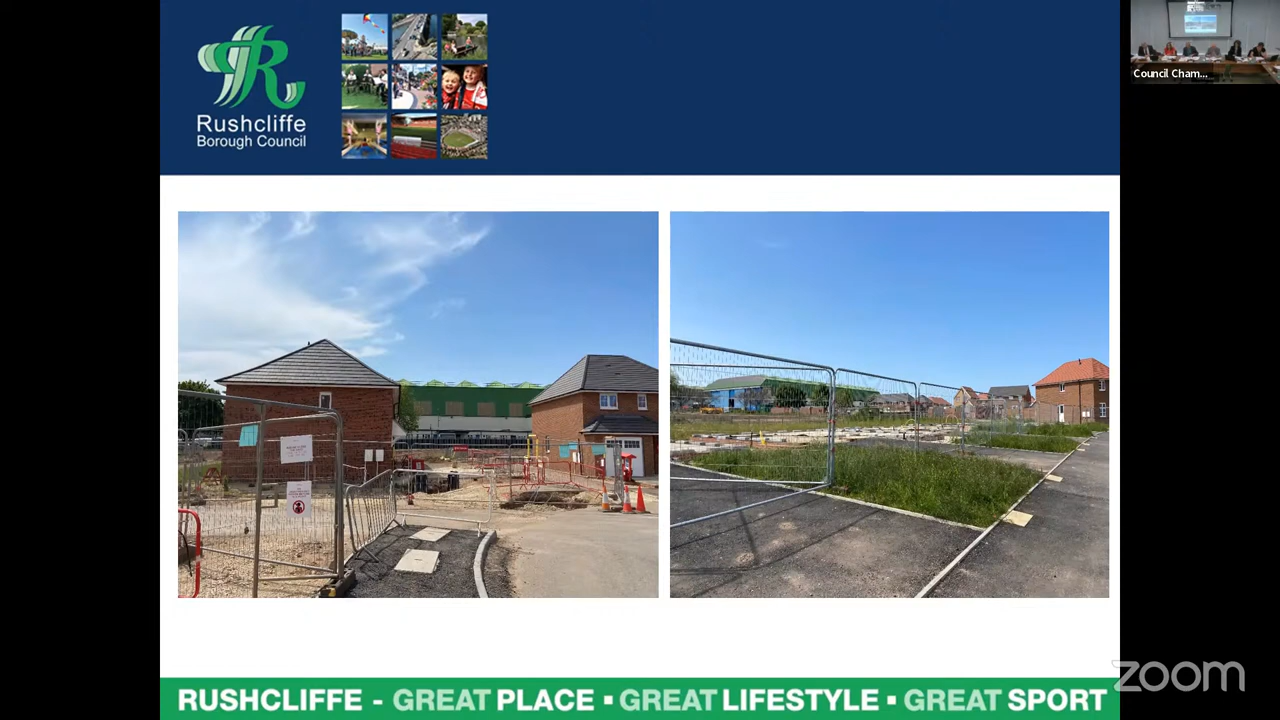 Rushcliffe
Borough Council
Council Cham...
RUSHCLIFFE - GREAT PLACE ▪ GREAT LIFESTYLE ▪ GREAT SPORT
zoom